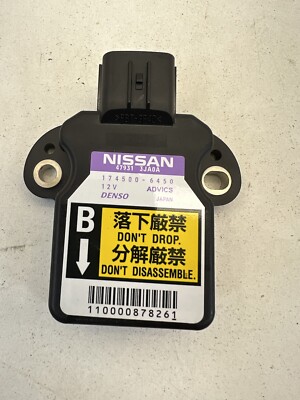 NISSAN
47931 3JA0A
174500-6450
12V ADVICS
DENSO JAPAN
B
落下厳禁
DON'T DROP.
分解厳禁
DON'T DISASSEMBLE.
110000878261